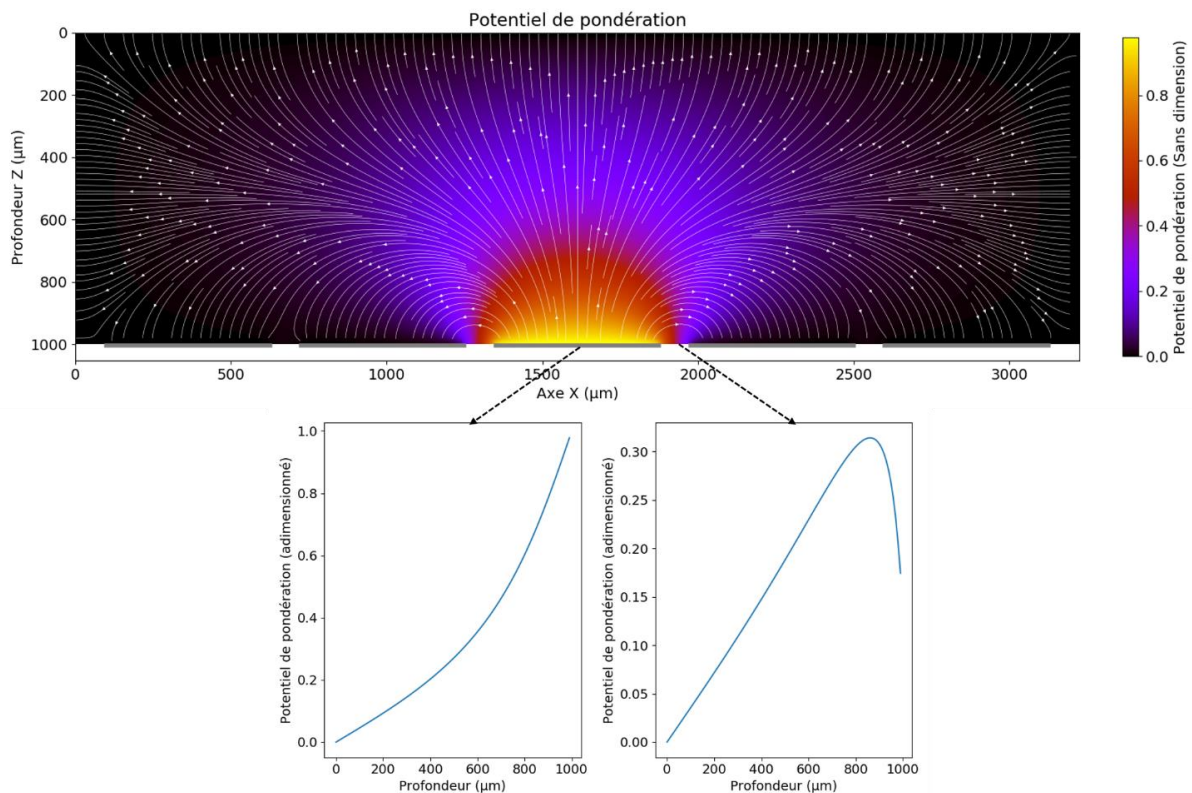 Potentiel de pondération
0
200
400
600
800
1000
Profondeur Z (µm)
0 500 1000 1500 2000 2500 3000
Axe X (µm)
0.8
0.6
0.4
0.2
0.0
Potentiel de pondération (Sans dimension)
1.0
0.8
0.6
0.4
0.2
0.0
Potentiel de pondération (adimensionné)
0 200 400 600 800 1000
Profondeur (µm)
0.30
0.25
0.20
0.15
0.10
0.05
0.00
Potentiel de pondération (adimensionné)
0 200 400 600 800 1000
Profondeur (µm)